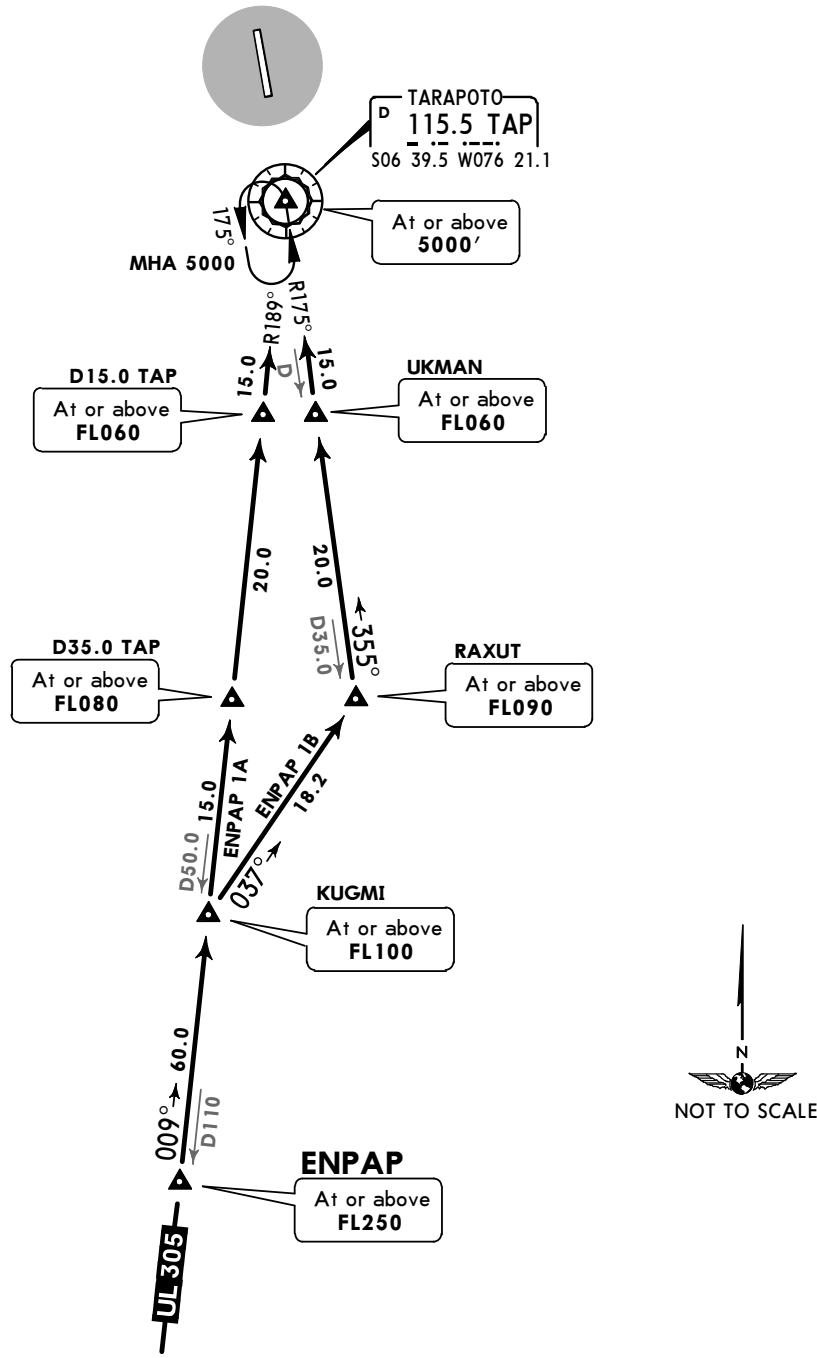 TARAPOTO
D 115.5 TAP
S06 39.5 W076 21.1
At or above
5000'
175°
MHA 5000
R189°
R175°
D15.0 TAP
At or above
FL060
15.0
D
15.0
UKMAN
At or above
FL060
20.0
20.0
D35.0 TAP
At or above
FL080
D35.0
355°
RAXUT
At or above
FL090
D50.0
15.0
ENPAP 1A
ENPAP 1B
18.2
037°
KUGMI
At or above
FL100
60.0
009°
D110
N
NOT TO SCALE
ENPAP
At or above
FL250
UL 305